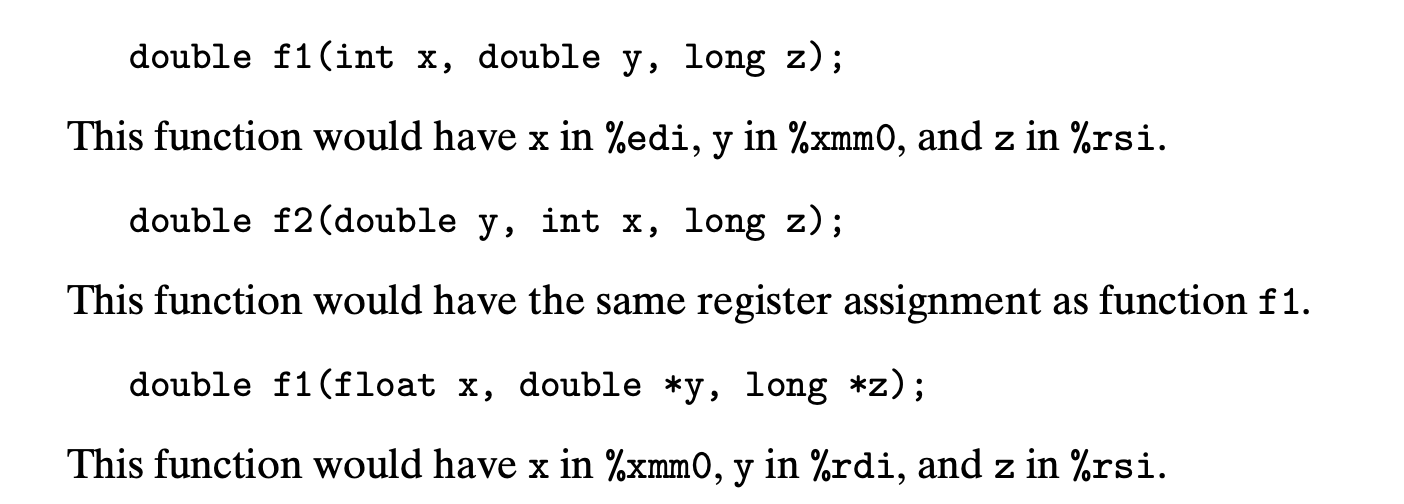 double f1(int x, double y, long z);
This function would have x in %edi, y in %xmm0, and z in %rsi.
double f2(double y, int x, long z);
This function would have the same register assignment as function f1.
double f1(float x, double *y, long *z);
This function would have x in %xmm0, y in %rdi, and z in %rsi.